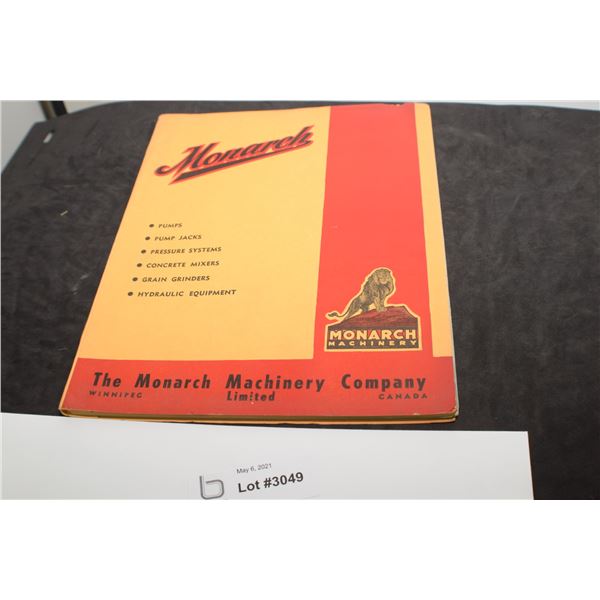 Monarch
• PUMPS
• PUMP JACKS
• PRESSURE SYSTEMS
• CONCRETE MIXERS
• GRAIN GRINDERS
• HYDRAULIC EQUIPMENT
MONARCH
MACHINERY
The Monarch Machinery Company
WINNIPEG Limited CANADA
May 6, 2021
b Lot #3049